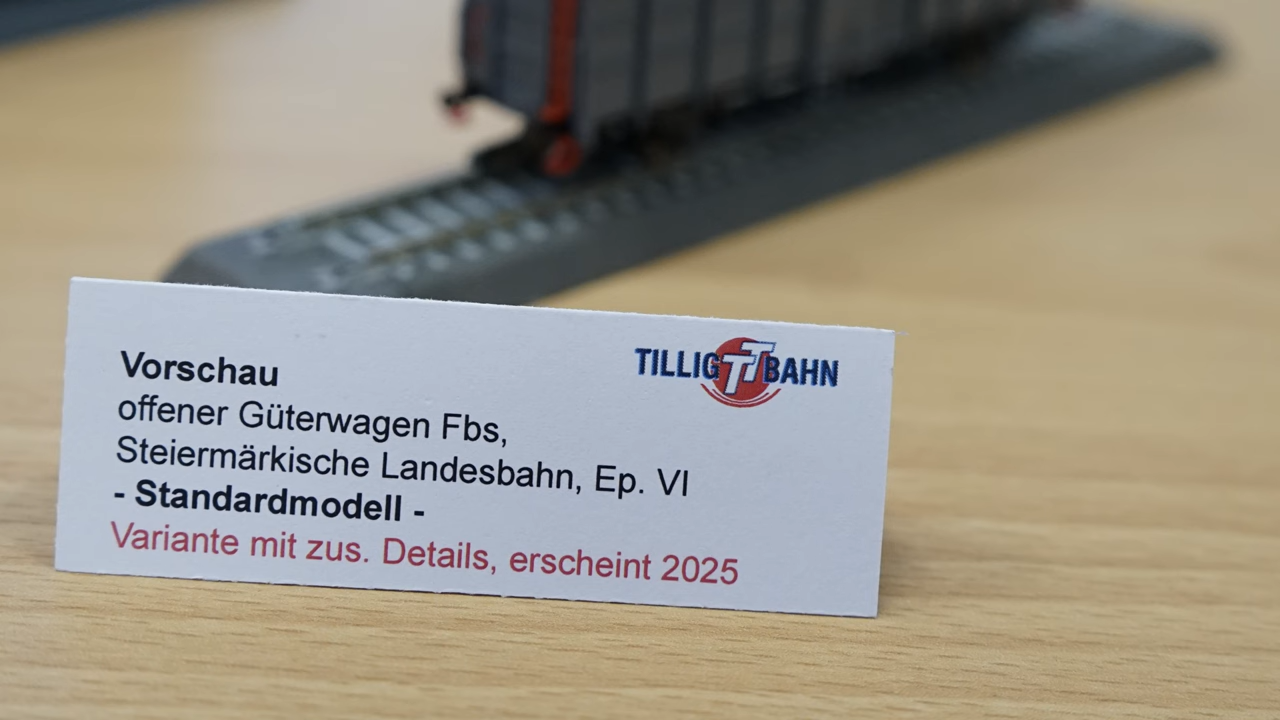 TILLIG TT BAHN
Vorschau
offener Güterwagen Fbs,
Steiermärkische Landesbahn, Ep. VI
- Standardmodell -
Variante mit zus. Details, erscheint 2025